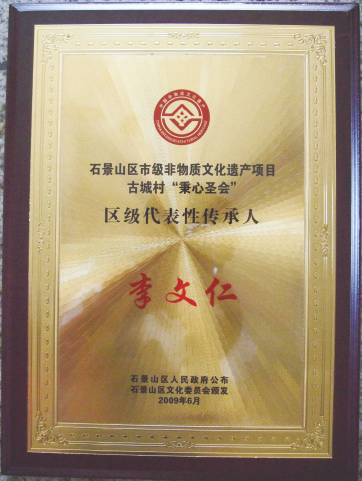 石景山区市级非物质文化遗产项目
古城村“秉心圣会”
区级代表性传承人
李文仁
石景山区人民政府公布
石景山区文化委员会颁发
2009年6月